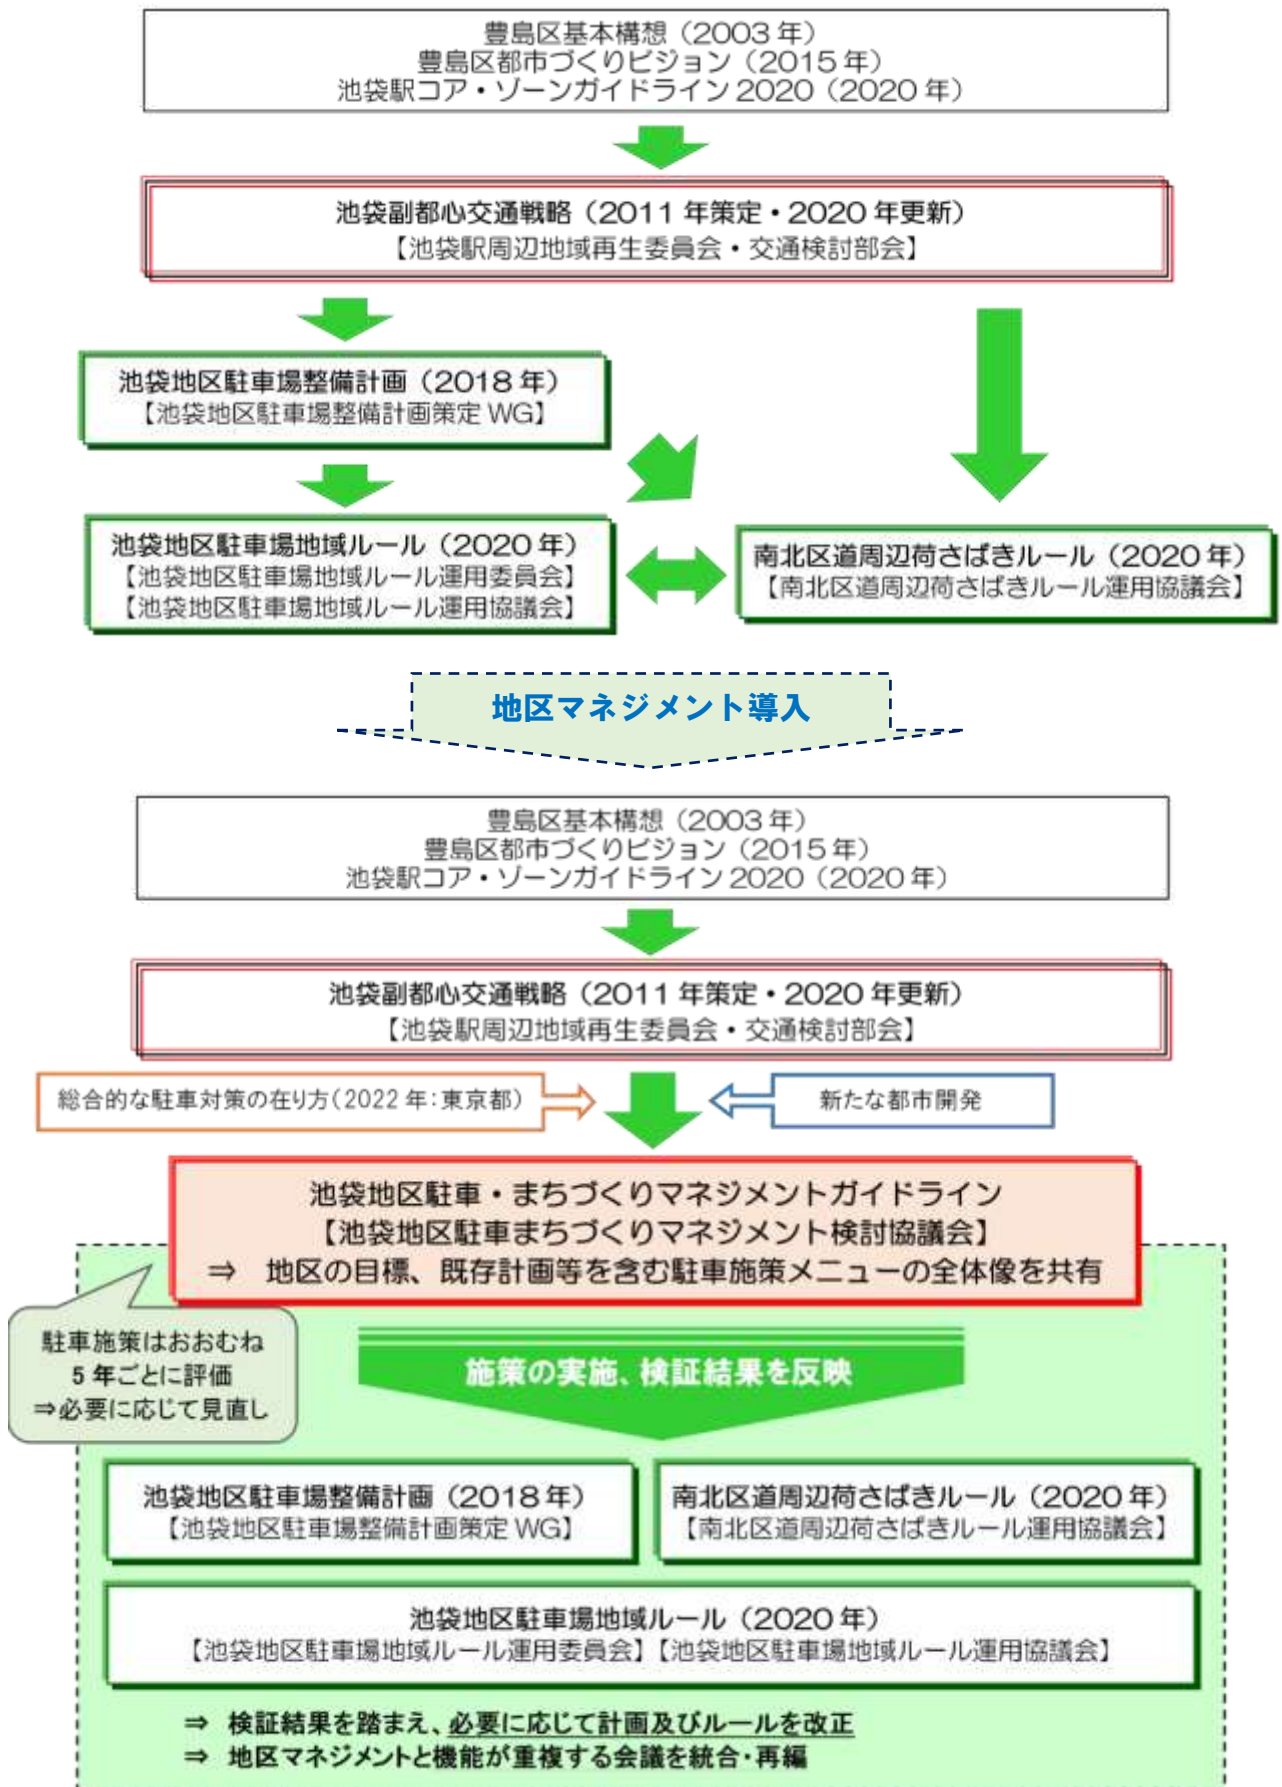 豊島区基本構想（2003年）
豊島区都市づくりビジョン（2015年）
池袋駅コア・ゾーンガイドライン2020（2020年）
池袋副都心交通戦略（2011年策定・2020年更新）
【池袋駅周辺地域再生委員会・交通検討部会】
池袋地区駐車場整備計画（2018年）
【池袋地区駐車場整備計画策定WG】
池袋地区駐車場地域ルール（2020年）
【池袋地区駐車場地域ルール運用委員会】
【池袋地区駐車場地域ルール運用協議会】
南北区道周辺荷さばきルール（2020年）
【南北区道周辺荷さばきルール運用協議会】
地区マネジメント導入
豊島区基本構想（2003年）
豊島区都市づくりビジョン（2015年）
池袋駅コア・ゾーンガイドライン2020（2020年）
池袋副都心交通戦略（2011年策定・2020年更新）
【池袋駅周辺地域再生委員会・交通検討部会】
総合的な駐車対策の在り方（2022年：東京都）
新たな都市開発
池袋地区駐車・まちづくりマネジメントガイドライン
【池袋地区駐車まちづくりマネジメント検討協議会】
⇒ 地区の目標、既存計画等を含む駐車施策メニューの全体像を共有
駐車施策はおおむね
5年ごとに評価
⇒必要に応じて見直し
施策の実施、検証結果を反映
池袋地区駐車場整備計画（2018年）
【池袋地区駐車場整備計画策定WG】
南北区道周辺荷さばきルール（2020年）
【南北区道周辺荷さばきルール運用協議会】
池袋地区駐車場地域ルール（2020年）
【池袋地区駐車場地域ルール運用委員会】【池袋地区駐車場地域ルール運用協議会】
⇒ 検証結果を踏まえ、必要に応じて計画及びルールを改正
⇒ 地区マネジメントと機能が重複する会議を統合・再編